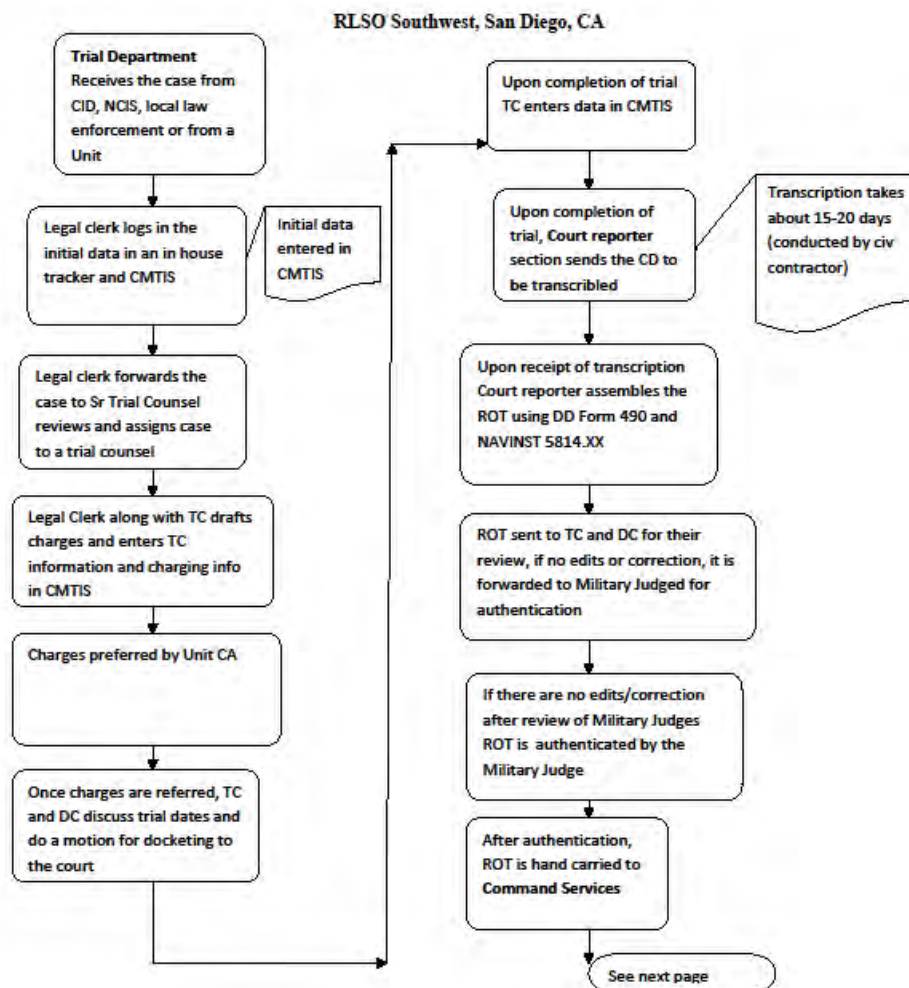 RLSO Southwest, San Diego, CA
Trial Department
Receives the case from
CID, NCIS, local law
enforcement or from a
Unit
Legal clerk logs in the
initial data in an in house
tracker and CMTIS
Initial data
entered in
CMTIS
Legal clerk forwards the
case to Sr Trial Counsel
reviews and assigns case
to a trial counsel
Legal Clerk along with TC drafts
charges and enters TC
information and charging info
in CMTIS
Charges preferred by Unit CA
Once charges are referred, TC
and DC discuss trial dates and
do a motion for docketing to
the court
Upon completion of trial
TC enters data in CMTIS
Upon completion of
trial, Court reporter
section sends the CD to
be transcribed
Transcription takes
about 15-20 days
(conducted by civ
contractor)
Upon receipt of transcription
Court reporter assembles the
ROT using DD Form 490 and
NAVINST 5814.XX
ROT sent to TC and DC for their
review, if no edits or correction, it is
forwarded to Military Judged for
authentication
If there are no edits/correction
after review of Military Judges
ROT is authenticated by the
Military Judge
After authentication,
ROT is hand carried to
Command Services
See next page